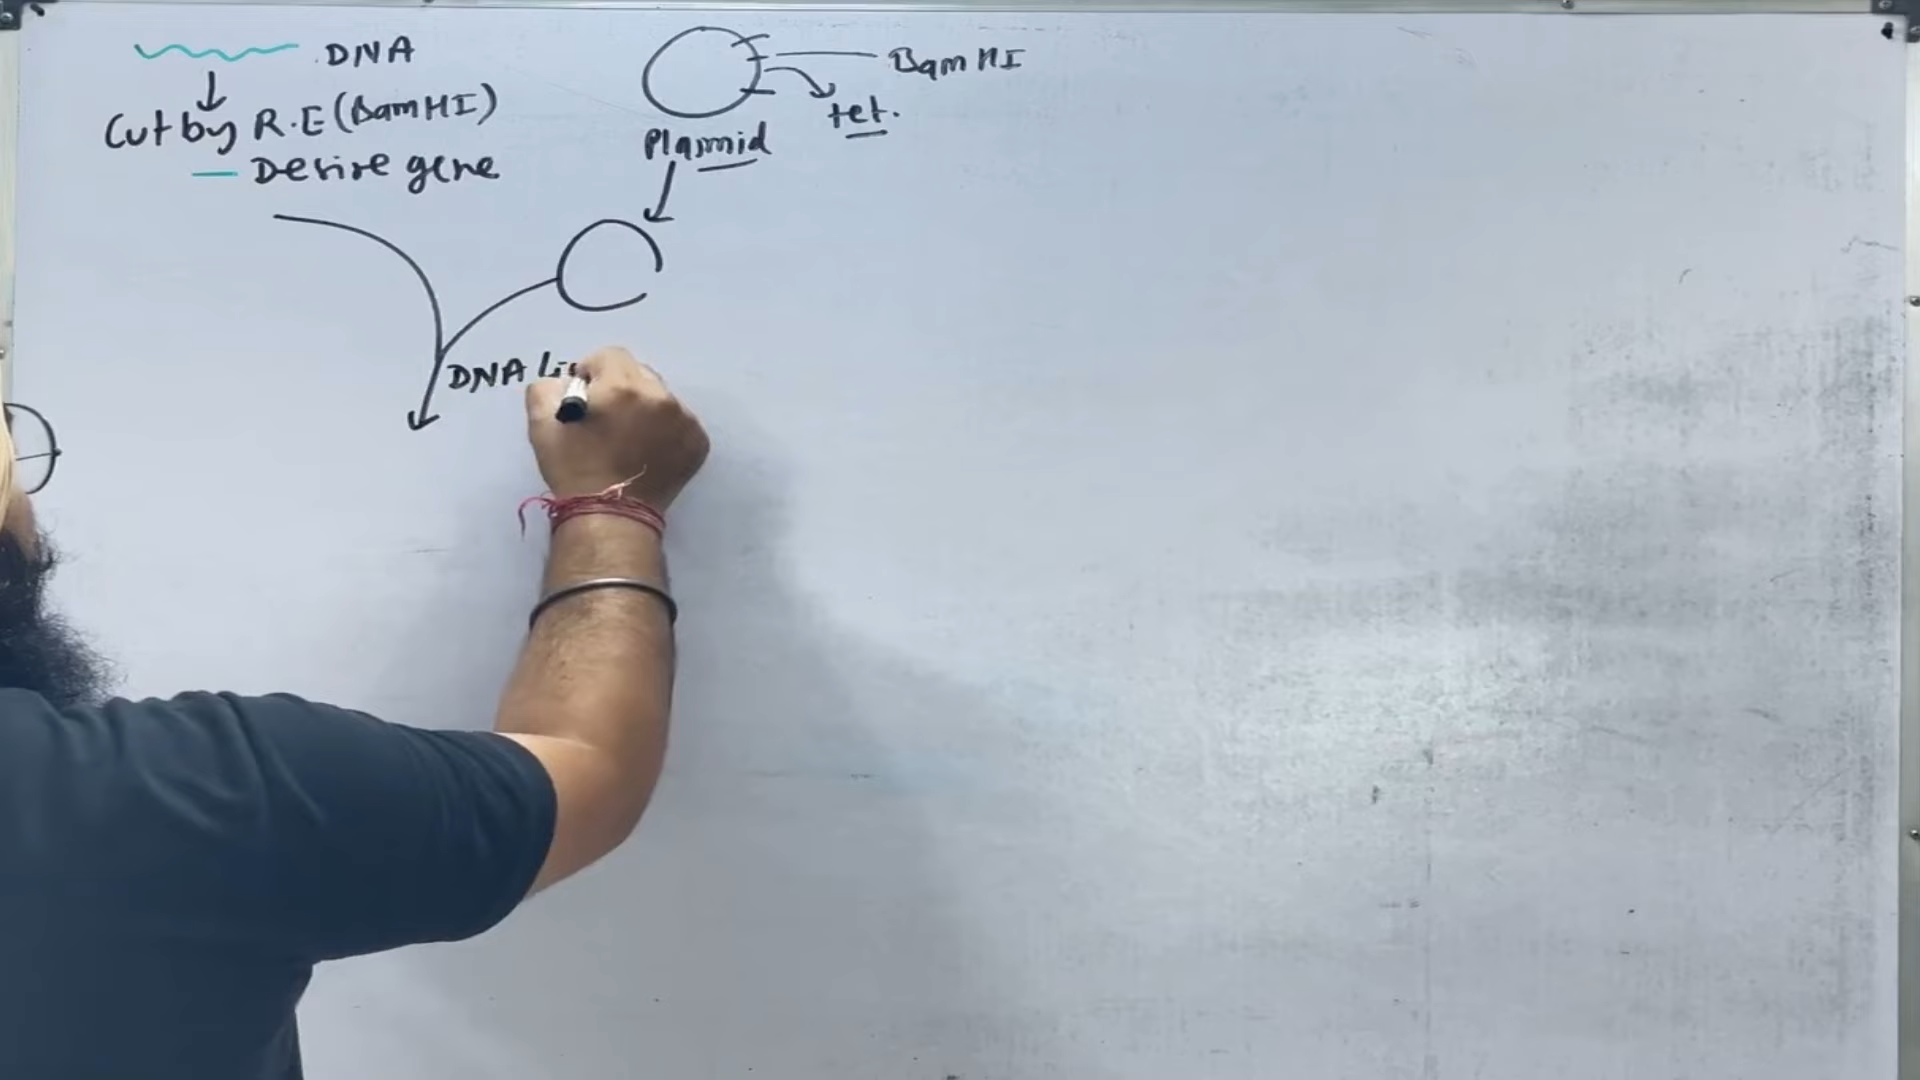 DNA
Cut by R.E (BamHI)
Desire gene
BamHI
tet.
Plasmid
DNA